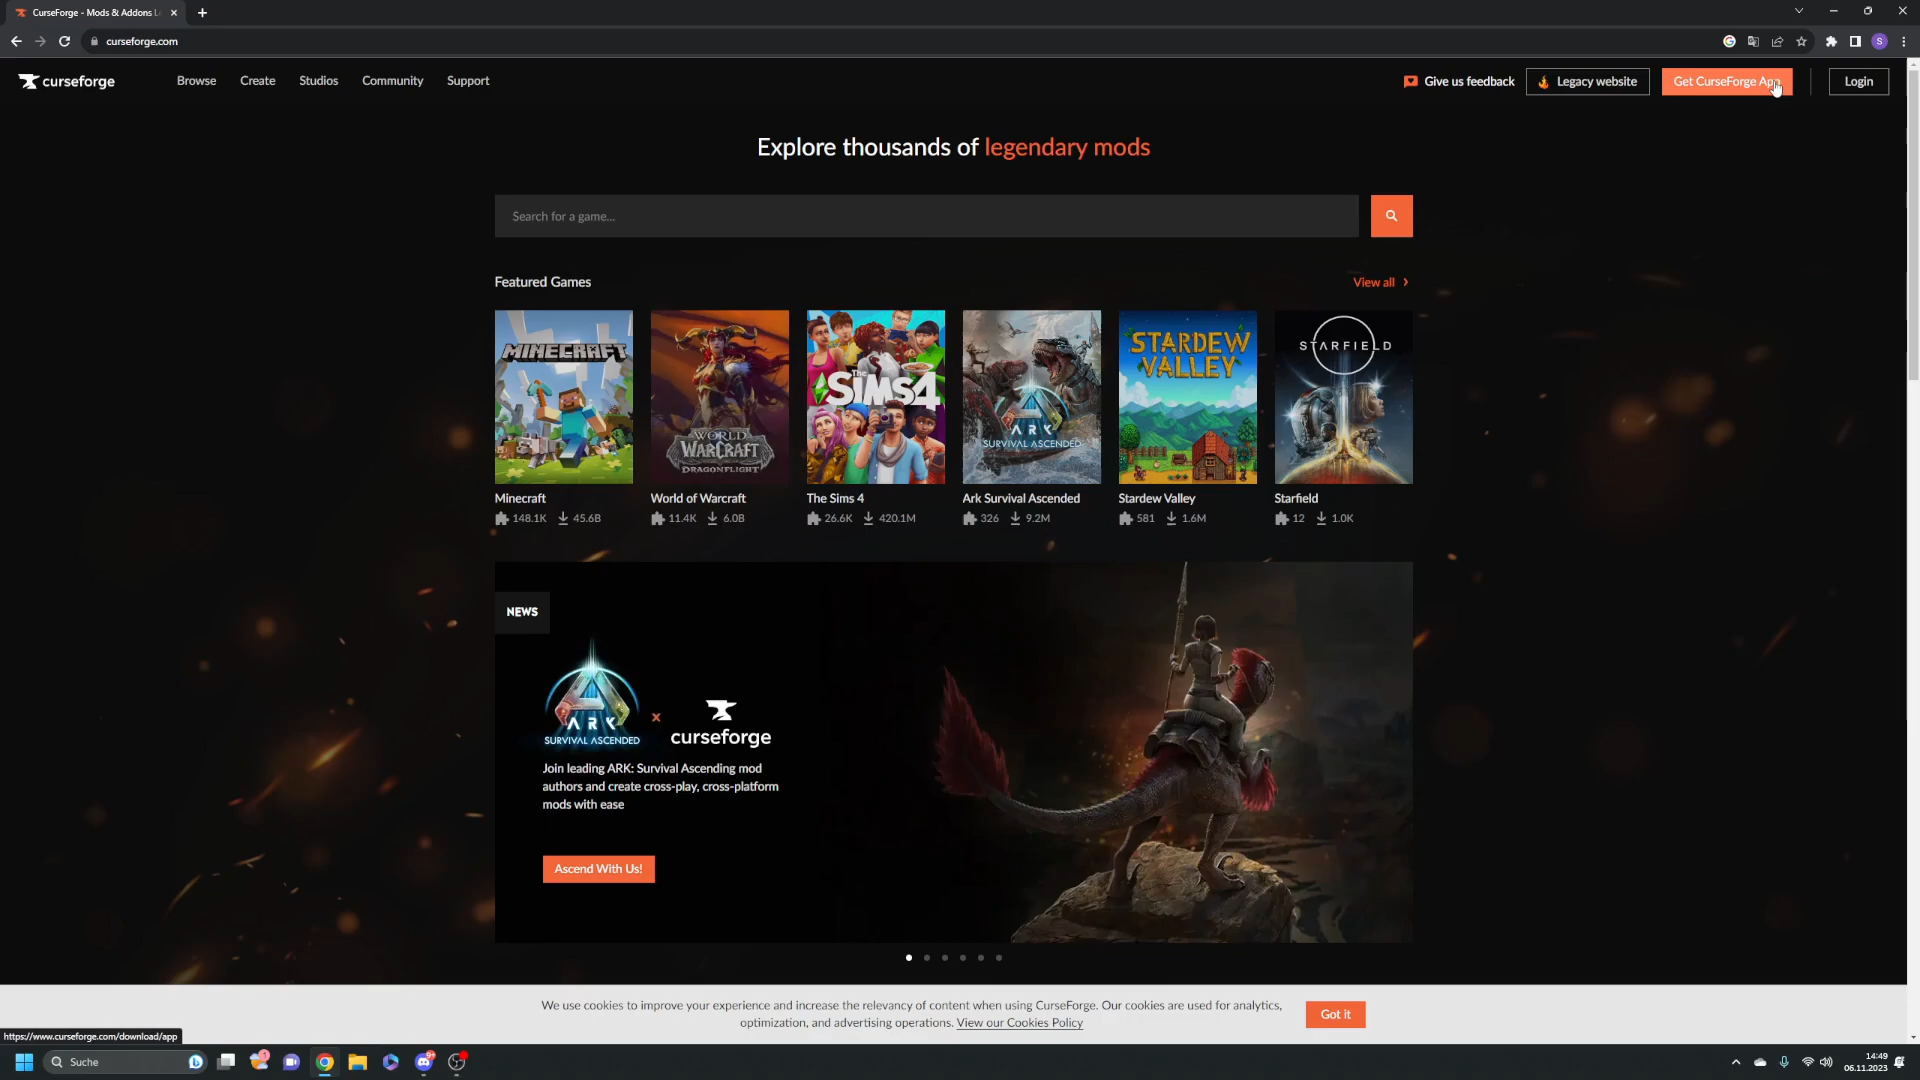 CurseForge - Mods & Addons L
curseforge.com
S
curseforge
Browse
Create
Studios
Community
Support
Give us feedback
Legacy website
Get CurseForge App
Login
Explore thousands of legendary mods
Search for a game...
Featured Games
View all
MINECRAFT
WORLD
WARCRAFT
DRAGONFLIGHT
The
SIMS4
ARK
SURVIVAL ASCENDED
STARDEW
VALLEY
STARFIELD
Minecraft
World of Warcraft
The Sims 4
Ark Survival Ascended
Stardew Valley
Starfield
148.1K 45.6B
11.4K 6.0B
26.6K 420.1M
326 9.2M
581 1.6M
12 1.0K
NEWS
ARK
SURVIVAL ASCENDED
x
curseforge
Join leading ARK: Survival Ascending mod
authors and create cross-play, cross-platform
mods with ease
Ascend With Us!
We use cookies to improve your experience and increase the relevancy of content when using CurseForge. Our cookies are used for analytics,
optimization, and advertising operations. View our Cookies Policy
Got it
https://www.curseforge.com/download/app
Suche
14:49
06.11.2023